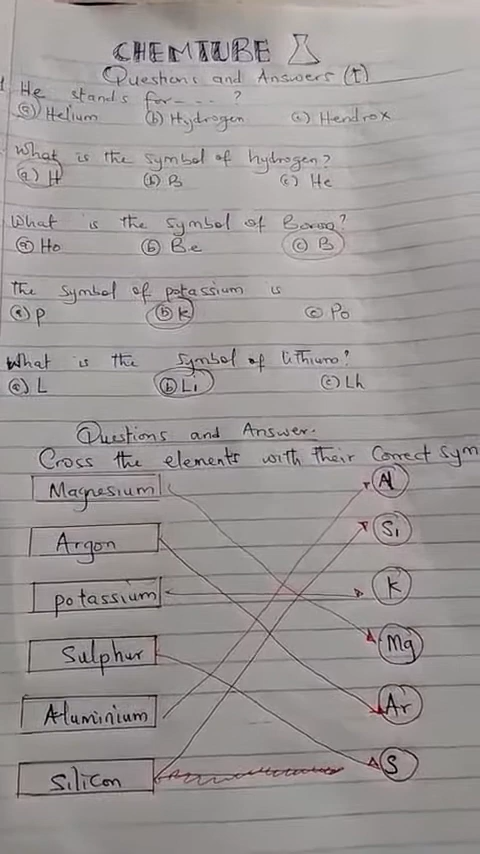 CHEMTUBE
Questions and Answers (I)
1 He stands for - - - - ?
(a) Helium (b) Hydrogen (c) Hendrox
What is the symbol of hydrogen?
(a) H (b) B (c) He
What is the symbol of Boron?
(a) Ho (b) Be (c) B
The symbol of potassium is
(a) P (b) K (c) Po
What is the symbol of lithium?
(a) L (b) Li (c) Lh
Questions and Answer.
Cross the elements with their Correct sym
Magnesium Al
Argon Si
potassium K
Sulphur Mg
Aluminium Ar
Silicon S